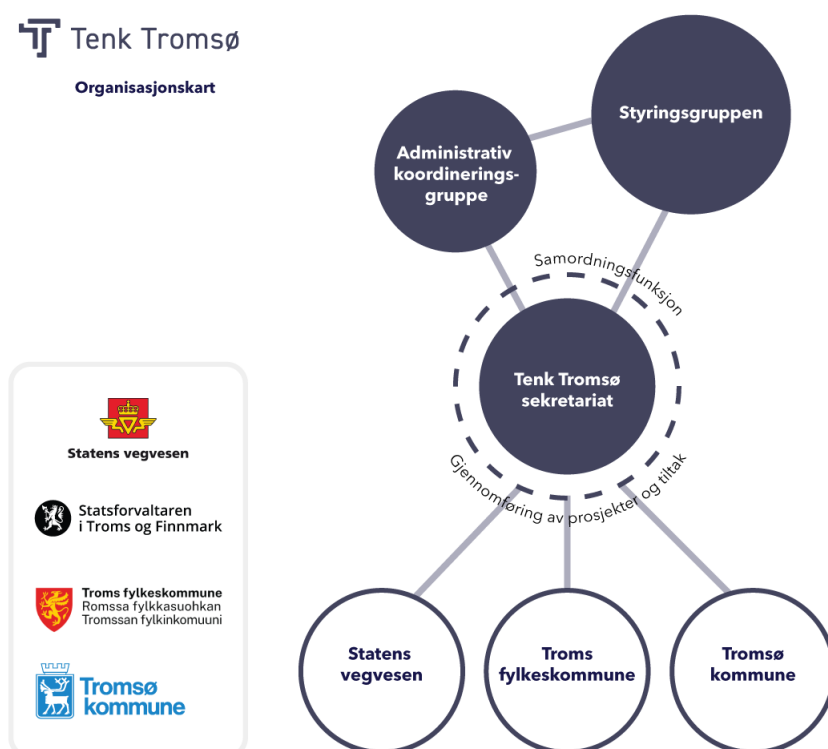 Tenk Tromsø
Organisasjonskart
Styringsgruppen
Administrativ
koordinerings-
gruppe
Samordningsfunksjon
Tenk Tromsø
sekretariat
Gjennomføring av prosjekter og tiltak
Statens vegvesen
Statsforvaltaren
i Troms og Finnmark
Troms fylkeskommune
Romssa fylkkasuohkan
Tromssan fylkinkomuuni
Tromsø
kommune
Statens
vegvesen
Troms
fylkeskommune
Tromsø
kommune